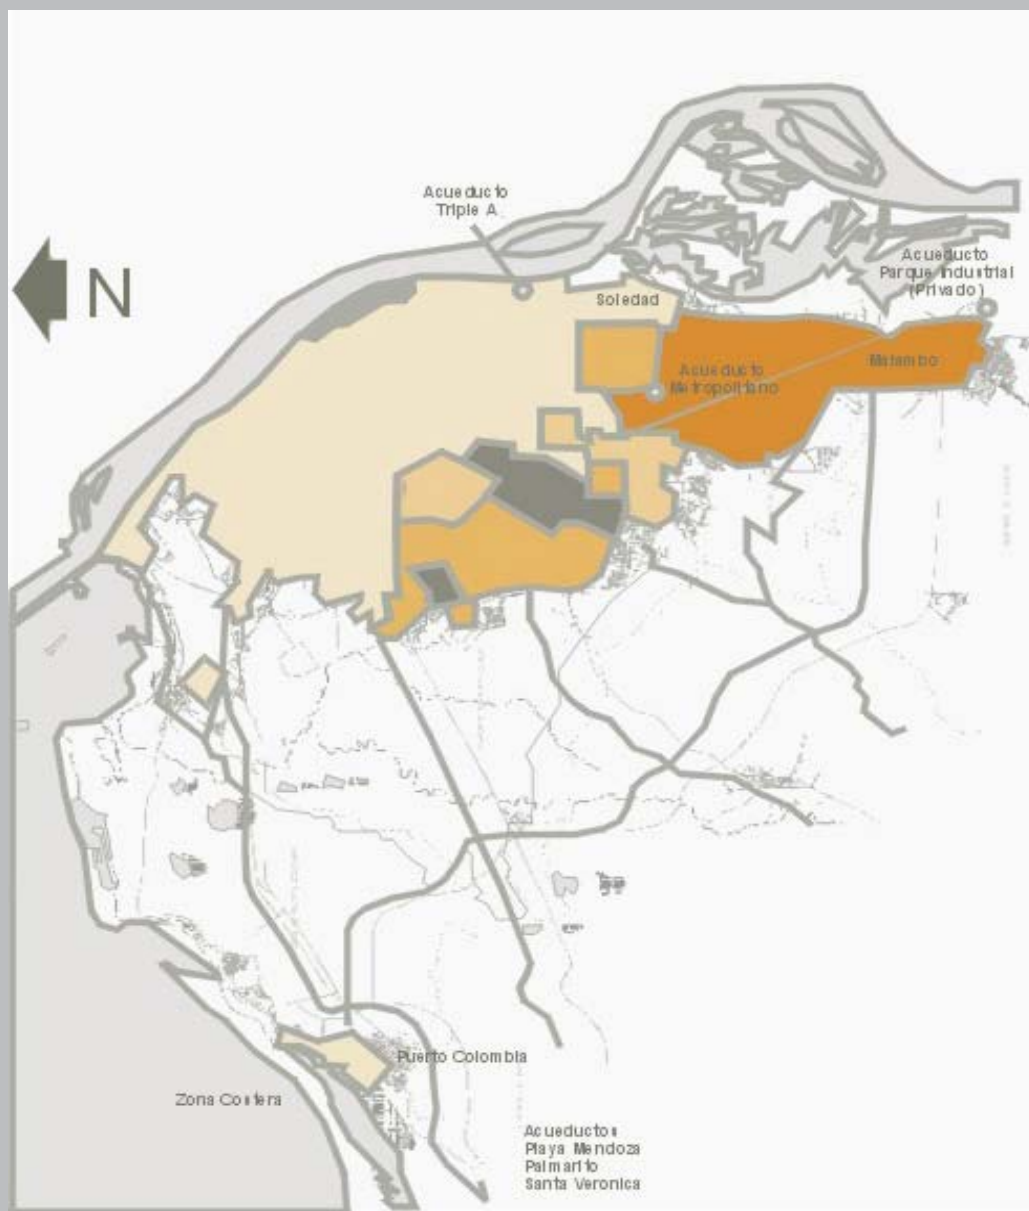 Acueducto
Triple A
N
Acueducto
Parque Industrial
(Privado)
Soledad
Malambo
Acueducto
Metropolitano
Puerto Colombia
Zona Costera
Acueductos
Playa Mendoza
Palmarito
Santa Veronica